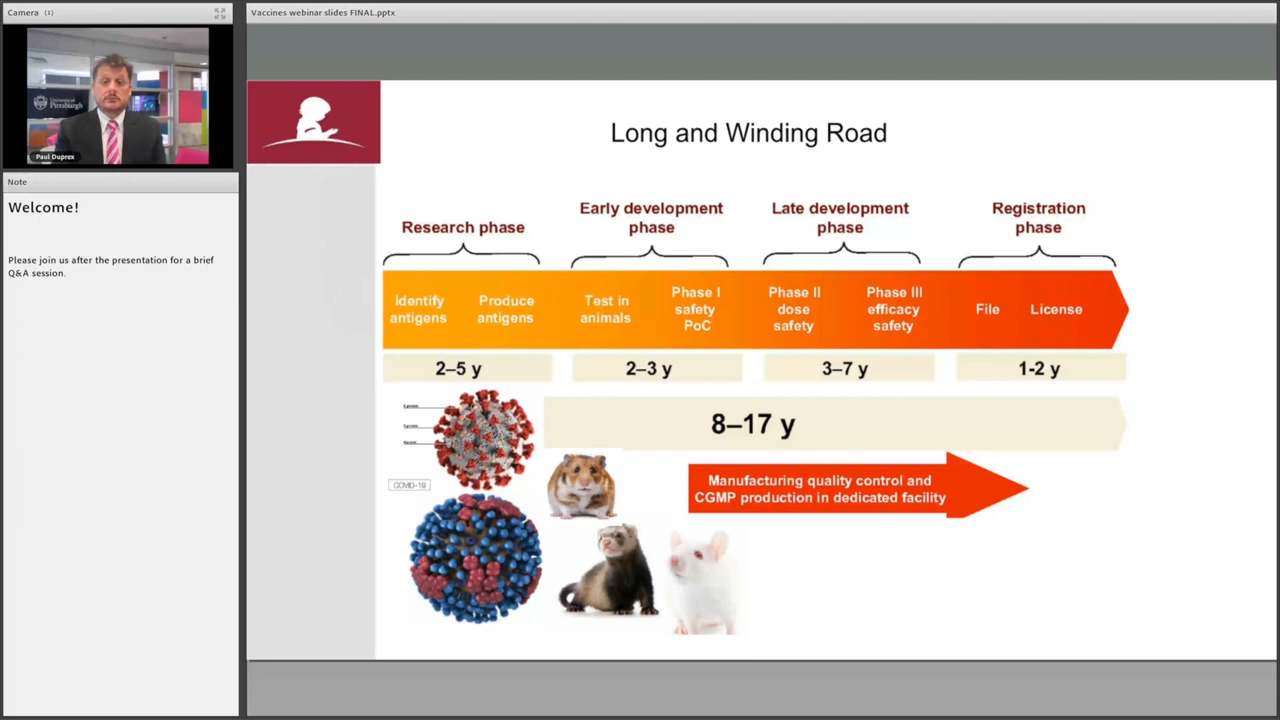 Camera (1)
Vaccines webinar slides FINAL.pptx
University of
Pittsburgh
Paul Duprex
Note
Welcome!
Please join us after the presentation for a brief
Q&A session.
Long and Winding Road
Research phase
Early development
phase
Late development
phase
Registration
phase
Identify
antigens
Produce
antigens
Test in
animals
Phase I
safety
PoC
Phase II
dose
safety
Phase III
efficacy
safety
File
License
2–5 y
2–3 y
3–7 y
1-2 y
8–17 y
COVID-19
Manufacturing quality control and
CGMP production in dedicated facility